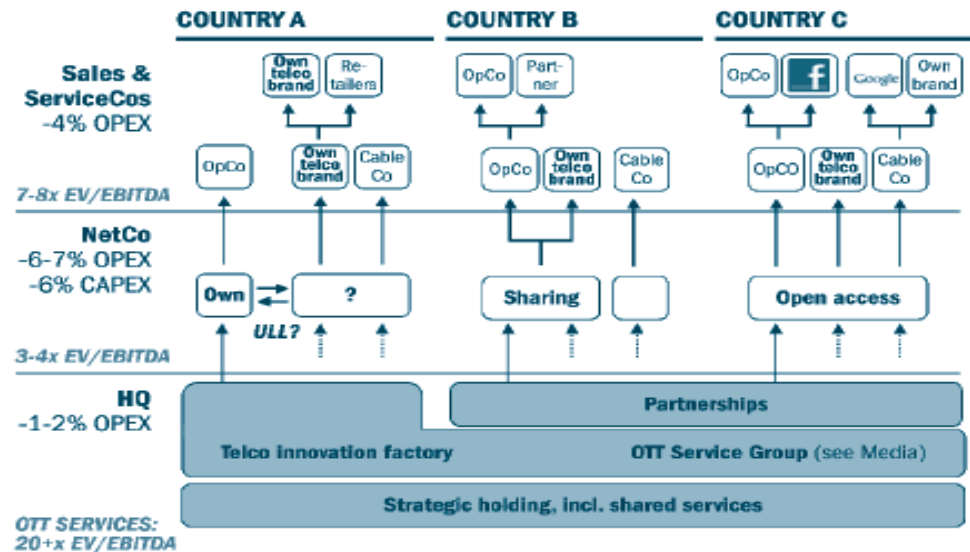 COUNTRY A
COUNTRY B
COUNTRY C
Sales &
ServiceCos
-4% OPEX
7-8x EV/EBITDA
Own
telco
brand
Re-
tailers
OpCo
Part-
ner
OpCo
f
Google
Own
brand
OpCo
Own
telco
brand
Cable
Co
OpCo
Own
telco
brand
Cable
Co
OpCO
Own
telco
brand
Cable
Co
NetCo
-6-7% OPEX
-6% CAPEX
3-4x EV/EBITDA
Own
?
ULL?
Sharing
Open access
HQ
-1-2% OPEX
Partnerships
Telco innovation factory
OTT Service Group (see Media)
Strategic holding, incl. shared services
OTT SERVICES:
20+x EV/EBITDA